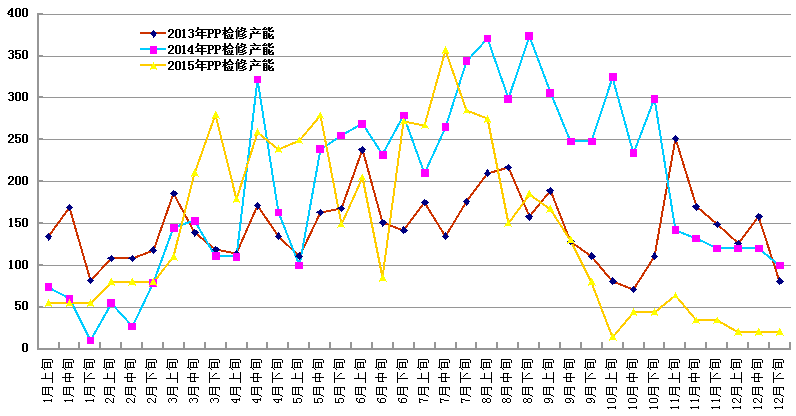 400
350
300
250
200
150
100
50
0
2013年PP检修产能
2014年PP检修产能
2015年PP检修产能
1月上旬
1月中旬
1月下旬
2月上旬
2月中旬
2月下旬
3月上旬
3月中旬
3月下旬
4月上旬
4月中旬
4月下旬
5月上旬
5月中旬
5月下旬
6月上旬
6月中旬
6月下旬
7月上旬
7月中旬
7月下旬
8月上旬
8月中旬
8月下旬
9月上旬
9月中旬
9月下旬
10月上旬
10月中旬
10月下旬
11月上旬
11月中旬
11月下旬
12月上旬
12月中旬
12月下旬